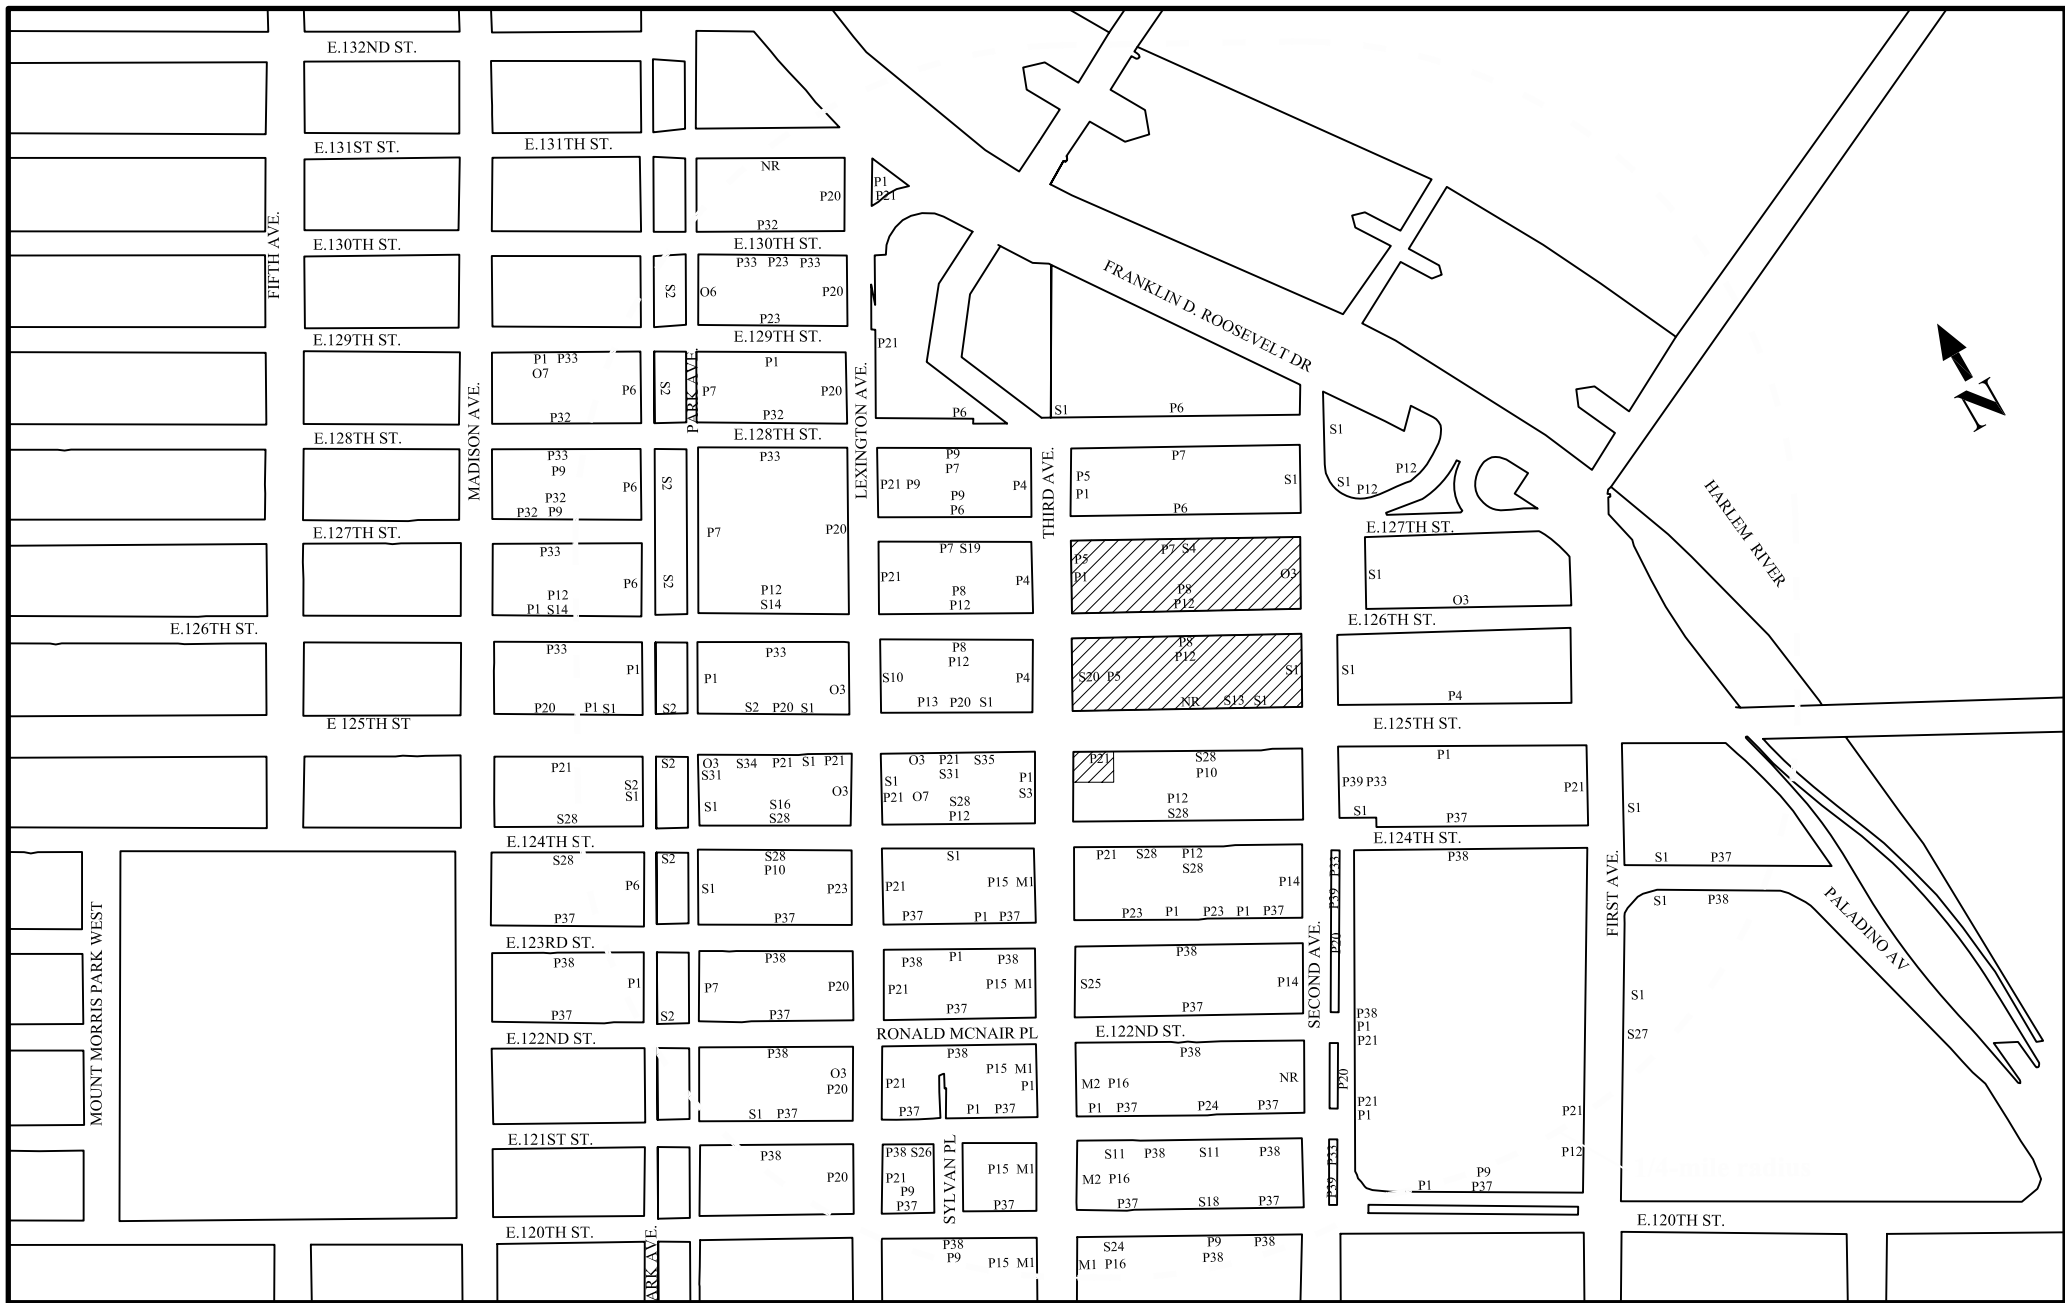 E.132ND ST.
E.131ST ST.
E.131TH ST.
NR
P20
P32
P1
P21
FIFTH AVE.
E.130TH ST.
E.130TH ST.
P33 P23 P33
S2
O6
P20
P23
FRANKLIN D. ROOSEVELT DR
E.129TH ST.
E.129TH ST.
P21
P1 P33
O7
P6
P32
S2
PARK AVE.
P1
P7
P20
P32
P6
S1
P6
MADISON AVE.
LEXINGTON AVE.
E.128TH ST.
E.128TH ST.
P33
P9
P6
P32
P32 P9
S2
P33
P7
P20
P12
S14
P9
P7
P21 P9
P4
P9
P6
THIRD AVE.
P7
P5
P1
S1
P6
S1
P12
S1
P12
N
HARLEM RIVER
E.127TH ST.
E.127TH ST.
P33
P6
P12
P1 S14
S2
P7 S19
P21
P4
P8
P12
P7 S4
P5
P1
O3
P8
P12
S1
O3
E.126TH ST.
E.126TH ST.
P33
P1
P20
P1 S1
S2
P33
P1
O3
S2 P20 S1
P8
P12
S10
P4
P13 P20 S1
P8
P12
S20 P5
S1
NR
S13 S1
S1
P4
E 125TH ST
E.125TH ST.
P21
S2
S1
S28
S2
O3 S34 P21 S1 P21
S31
O3
S1
S16
S28
O3 P21 S35
S31
S1
P1
P21 O7
S3
S28
P12
P21
S28
P10
P12
S28
P1
P39 P33
P21
S1
P37
S1
E.124TH ST.
E.124TH ST.
S28
P6
P37
S2
S28
P10
S1
P23
P37
S1
P21
P15 M1
P37
P1 P37
P21 S28 P12
S28
P14
P23 P1 P23 P1 P37
P33
P39
P20
P38
FIRST AVE.
S1
P37
S1
P38
PALADINO AV
MOUNT MORRIS PARK WEST
E.123RD ST.
SECOND AVE.
P38
P1
P37
S2
P38
P7
P20
P37
P38 P1 P38
P21
P15 M1
P37
P38
S25
P14
P37
S1
S27
P38
P1
P21
E.122ND ST.
RONALD MCNAIR PL
E.122ND ST.
P38
O3
P20
S1 P37
P38
P15 M1
P21
P1
P37
P1 P37
P38
M2 P16
NR
P1 P37
P24
P37
P20
P21
P1
P21
P12
P9
P1
P37
E.121ST ST.
P38
P20
P38 S26
P21
P9
P37
SYLVAN PL
P15 M1
P37
S11 P38 S11 P38
M2 P16
P37 S18 P37
P33
P39
E.120TH ST.
E.120TH ST.
ARK AVE.
P38
P9
P15 M1
S24
M1 P16
P9
P38
P38